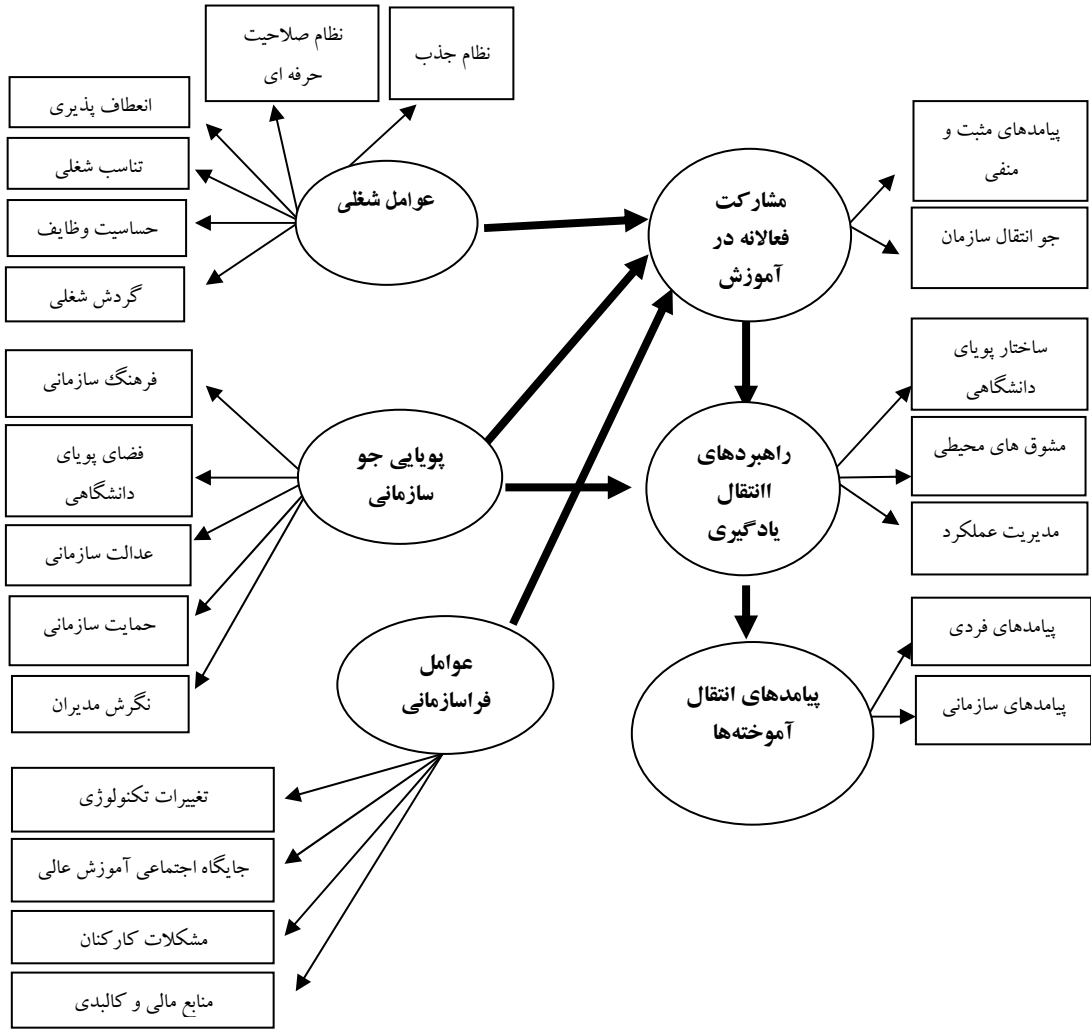 نظام جذب
نظام صلاحیت
حرفه ای
انعطاف پذیری
تناسب شغلی
حساسیت وظایف
گردش شغلی
عوامل شغلی
مشارکت
فعالانه در
آموزش
پیامدهای مثبت و
منفی
جو انتقال سازمان
ساختار پویای
دانشگاهی
مشوق های محیطی
مدیریت عملکرد
راهبردهای
اانتقال
یادگیری
پویایی جو
سازمانی
فرهنگ سازمانی
فضای پویای
دانشگاهی
عدالت سازمانی
حمایت سازمانی
نگرش مدیران
عوامل
فراسازمانی
پیامدهای انتقال
آموخته‌ها
پیامدهای فردی
پیامدهای سازمانی
تغییرات تکنولوژی
جایگاه اجتماعی آموزش عالی
مشکلات کارکنان
منابع مالی و کالبدی